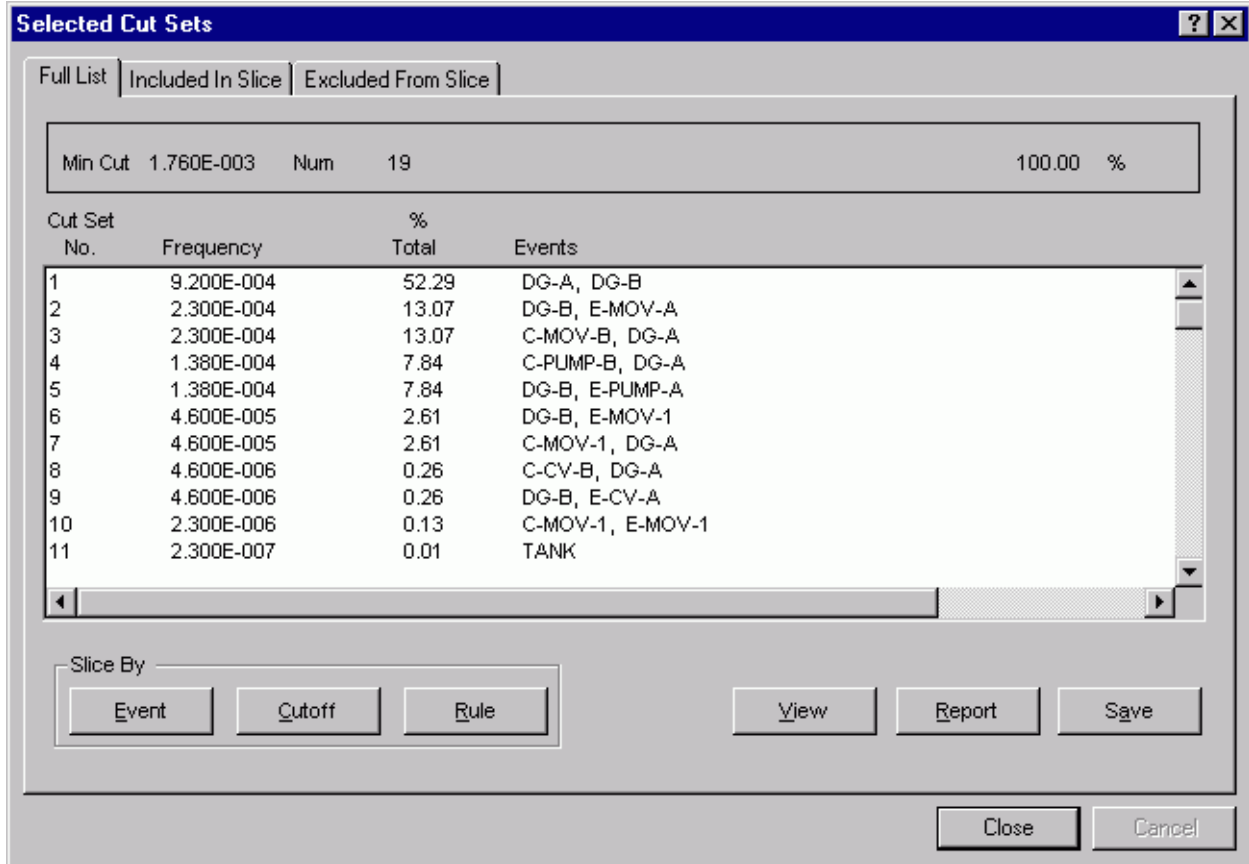 Selected Cut Sets
Full List Included In Slice Excluded From Slice
Min Cut 1.760E-003 Num 19 100.00 %
Cut Set %
No. Frequency Total Events
1 9.200E-004 52.29 DG-A, DG-B
2 2.300E-004 13.07 DG-B, E-MOV-A
3 2.300E-004 13.07 C-MOV-B, DG-A
4 1.380E-004 7.84 C-PUMP-B, DG-A
5 1.380E-004 7.84 DG-B, E-PUMP-A
6 4.600E-005 2.61 DG-B, E-MOV-1
7 4.600E-005 2.61 C-MOV-1, DG-A
8 4.600E-006 0.26 C-CV-B, DG-A
9 4.600E-006 0.26 DG-B, E-CV-A
10 2.300E-006 0.13 C-MOV-1, E-MOV-1
11 2.300E-007 0.01 TANK
Slice By
Event Cutoff Rule View Report Save
Close Cancel